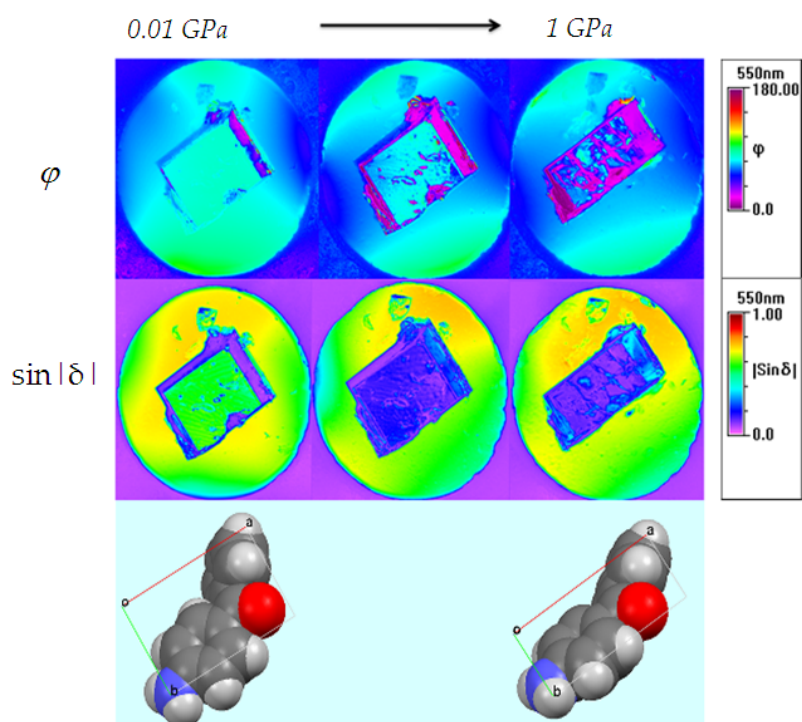 0.01 GPa
1 GPa
φ
550nm
180.00
φ
0.0
sin|δ|
550nm
1.00
|Sinδ|
0.0
a
o
b
a
o
b